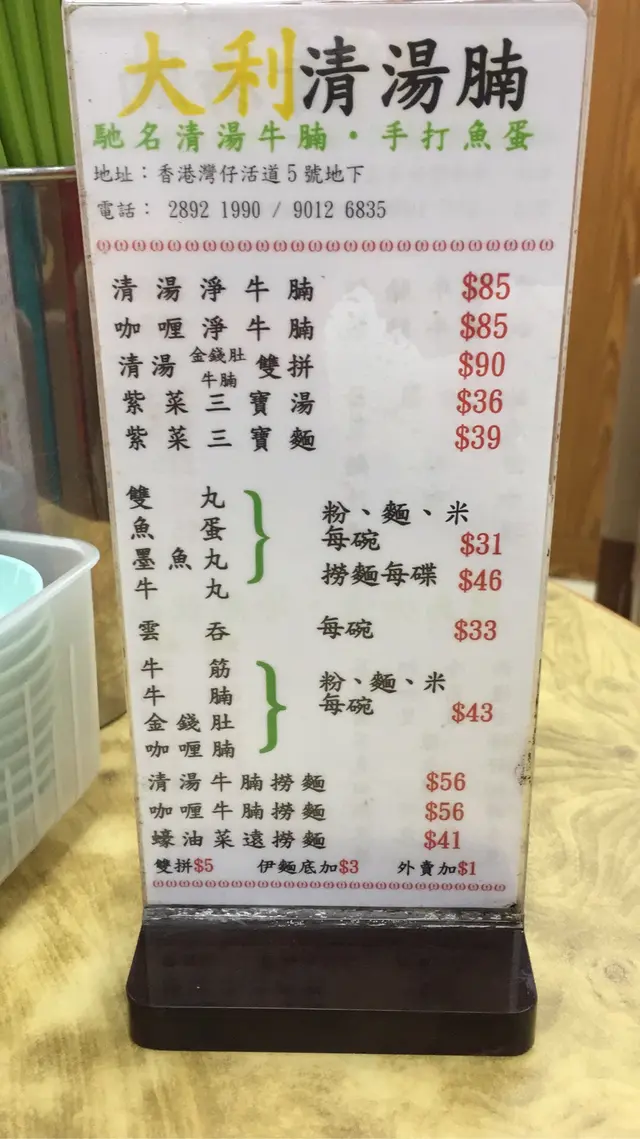 大利清湯腩
馳名清湯牛腩·手打魚蛋
地址：香港灣仔活道5號地下
電話： 2892 1990 / 9012 6835
清湯淨牛腩 $85
咖喱淨牛腩 $85
清湯 金錢肚 牛腩 雙拼 $90
紫菜三寶湯 $36
紫菜三寶麵 $39
雙丸
魚蛋
墨魚丸
牛丸
粉、麵、米
每碗 $31
撈麵每碟 $46
雲吞 每碗 $33
牛筋
牛腩
金錢肚
咖喱腩
粉、麵、米
每碗 $43
清湯牛腩撈麵 $56
咖喱牛腩撈麵 $56
蠔油菜遠撈麵 $41
雙拼$5 伊麵底加$3 外賣加$1